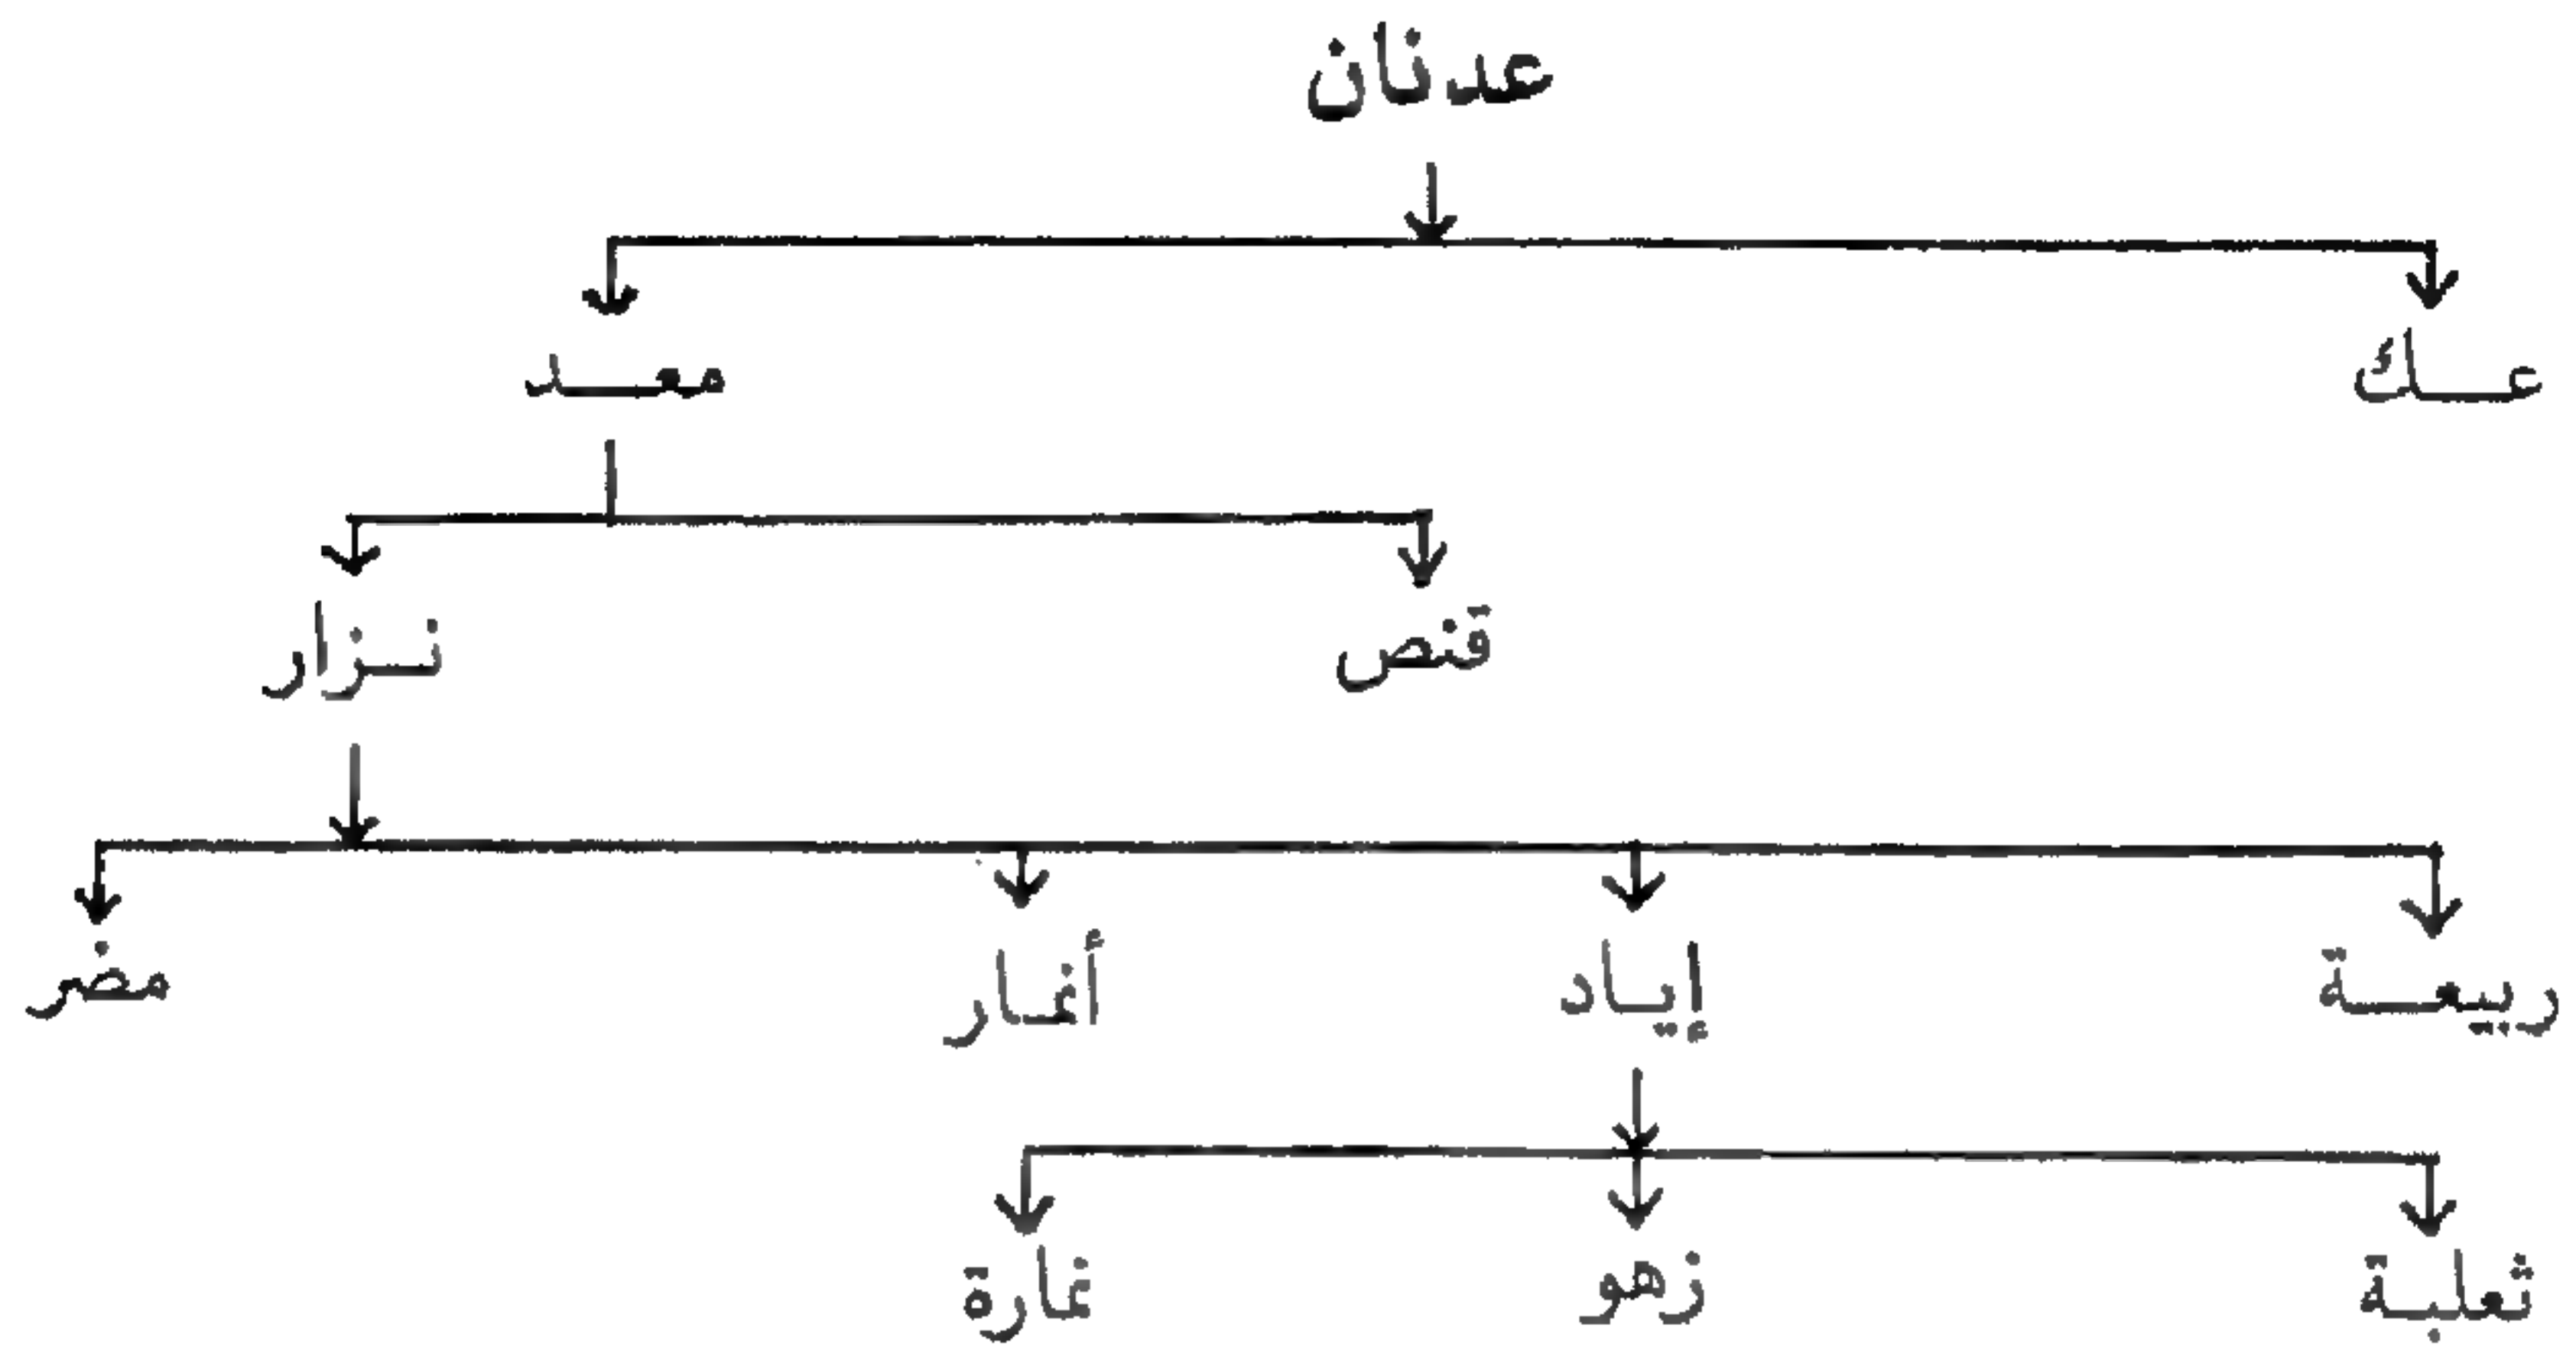 عدنان
عك معد
قنص نزار
ربيعة إياد أنمار مضر
ثعلبة زهو نمارة